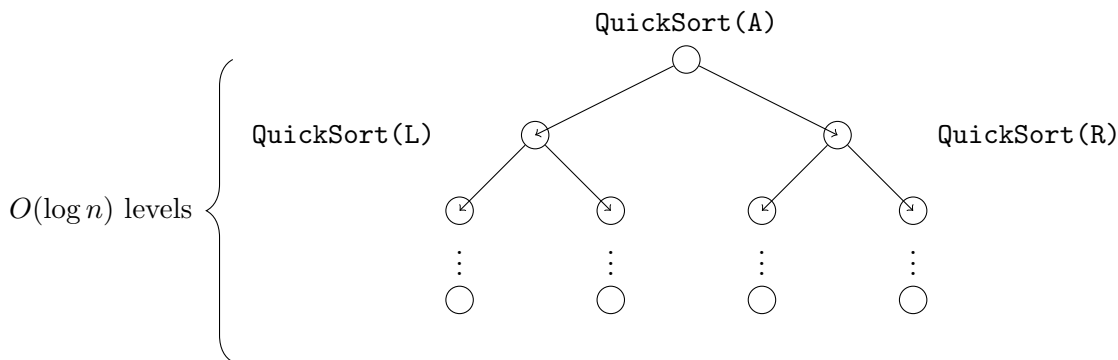 QuickSort(A)
QuickSort(L)
QuickSort(R)
O(log n) levels
⋮ ⋮ ⋮ ⋮